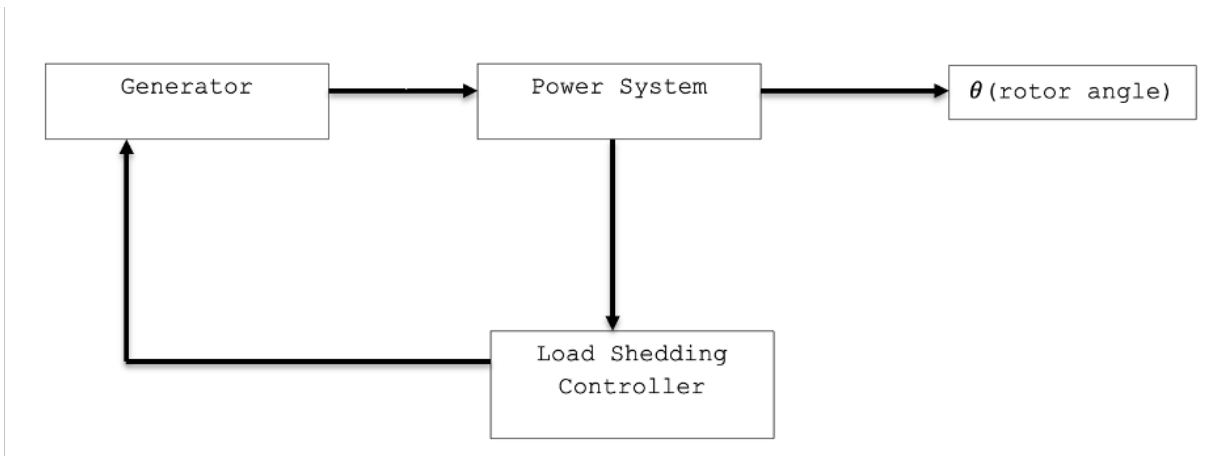 Generator
Power System
θ(rotor angle)
Load Shedding
Controller